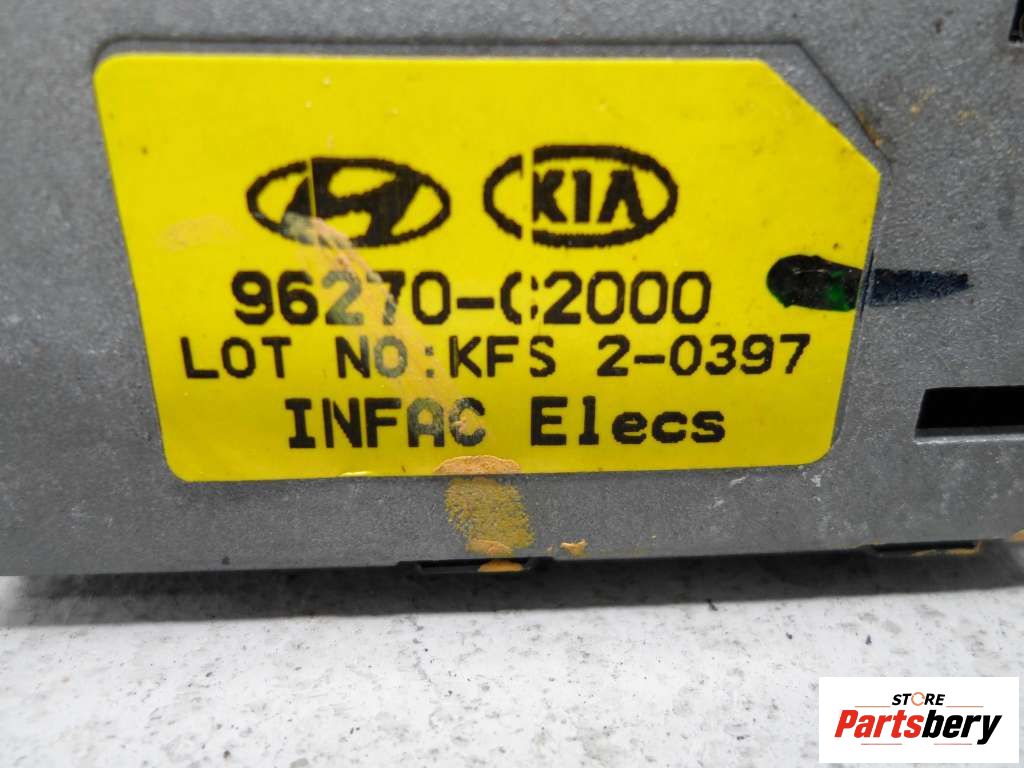 KIA
96270-C2000
LOT NO:KFS 2-0397
INFAC Elecs
STORE
Partsbery